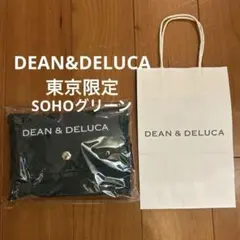 DEAN&DELUCA
東京限定
SOHOグリーン
DEAN & DELUCA
DEAN & DELUCA